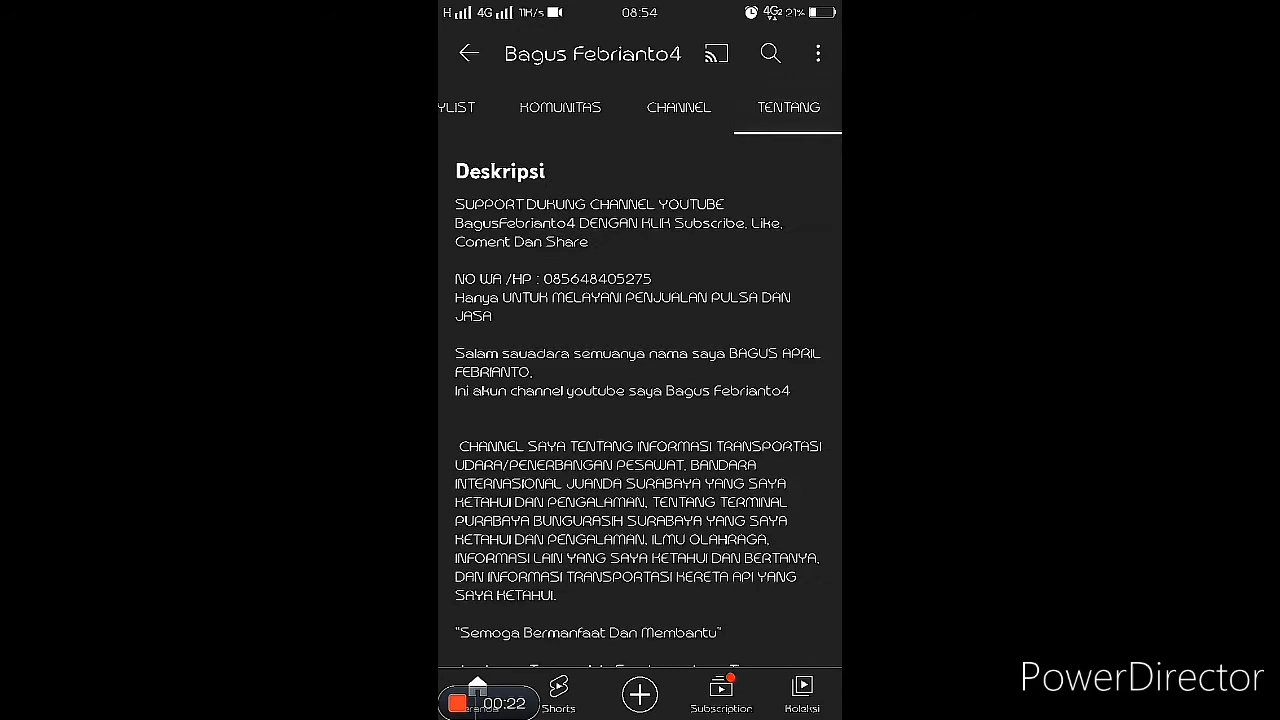 H 4G 11K/s 08:54 4G2 21%
Bagus Febrianto4
YLIST KOMUNITAS CHANNEL TENTANG
Deskripsi
SUPPORT DUKUNG CHANNEL YOUTUBE
BagusFebrianto4 DENGAN KLIK Subscribe, Like,
Coment Dan Share
NO WA /HP : 085648405275
Hanya UNTUK MELAYANI PENJUALAN PULSA DAN
JASA
Salam sauadara semuanya nama saya BAGUS APRIL
FEBRIANTO,
Ini akun channel youtube saya Bagus Febrianto4
CHANNEL SAYA TENTANG INFORMASI TRANSPORTASI
UDARA/PENERBANGAN PESAWAT, BANDARA
INTERNASIONAL JUANDA SURABAYA YANG SAYA
KETAHUI DAN PENGALAMAN, TENTANG TERMINAL
PURABAYA BUNGURASIH SURABAYA YANG SAYA
KETAHUI DAN PENGALAMAN, ILMU OLAHRAGA,
INFORMASI LAIN YANG SAYA KETAHUI DAN BERTANYA,
DAN INFORMASI TRANSPORTASI KERETA API YANG
SAYA KETAHUI.
"Semoga Bermanfaat Dan Membantu"
00:22 Shorts Subscription Koleksi
PowerDirector